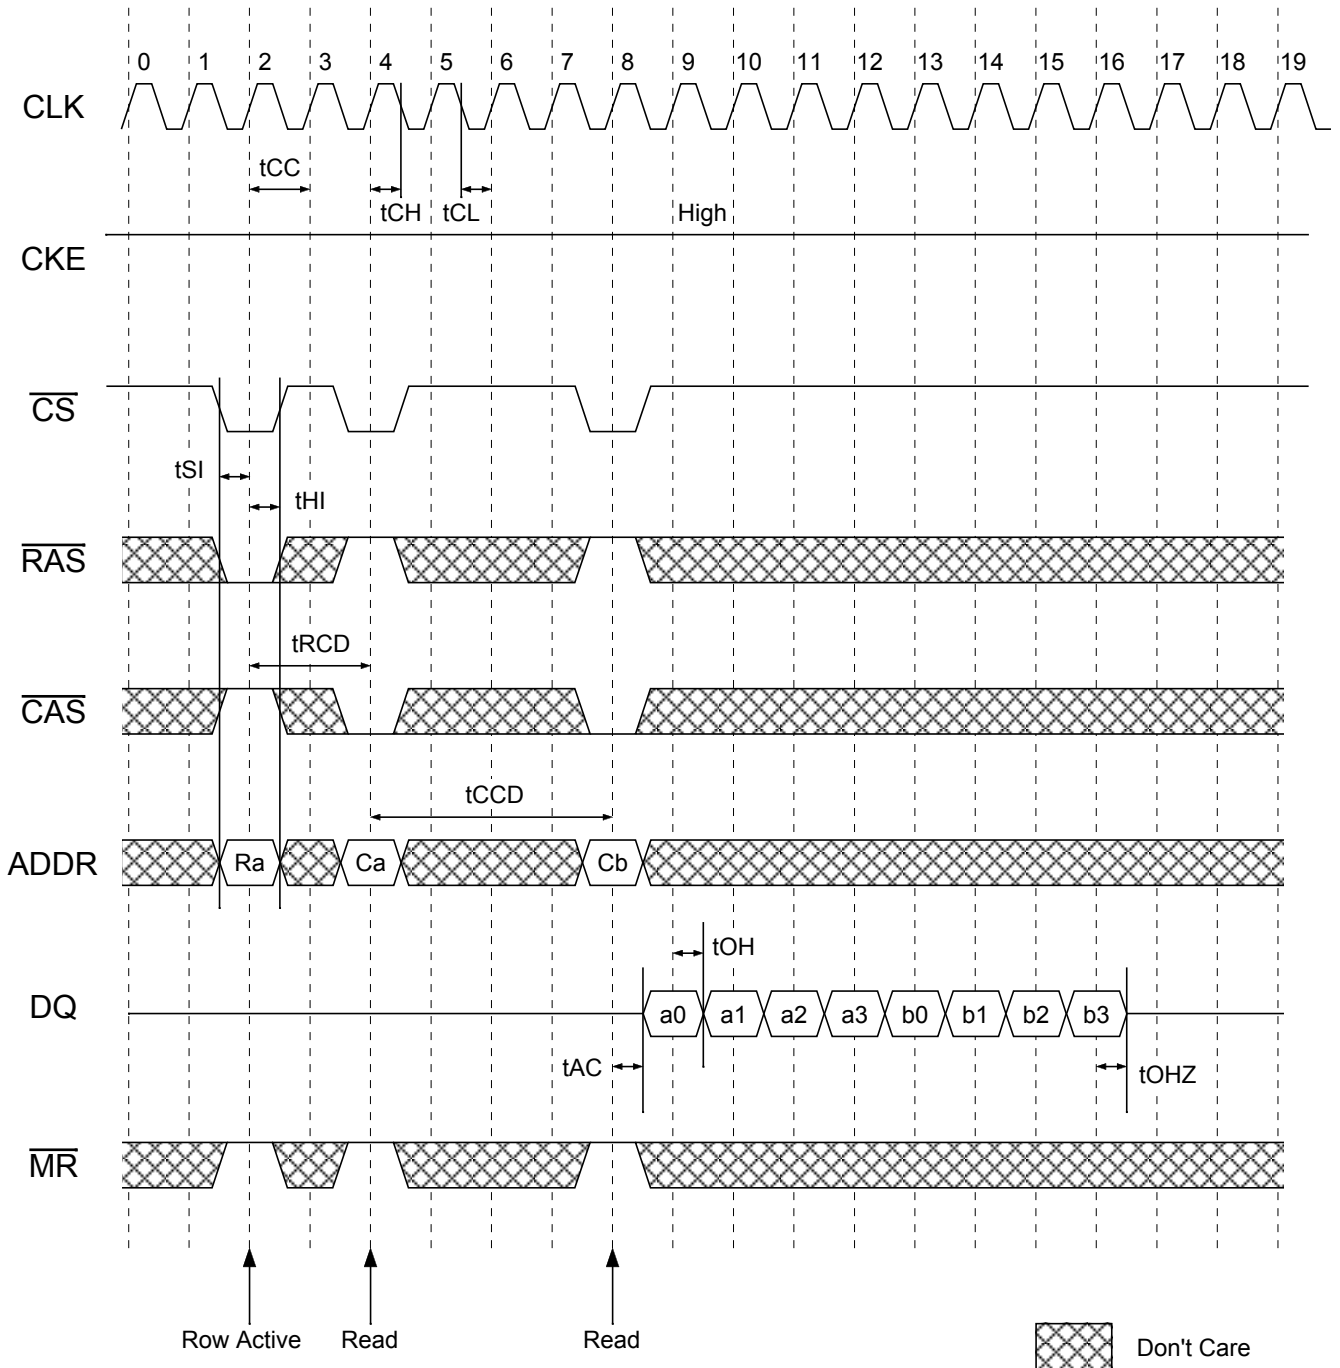 0 1 2 3 4 5 6 7 8 9 10 11 12 13 14 15 16 17 18 19
CLK
tCC
tCH tCL High
CKE
CS
tSI
tHI
RAS
tRCD
CAS
tCCD
ADDR Ra Ca Cb
tOH
DQ a0 a1 a2 a3 b0 b1 b2 b3
tAC tOHZ
MR
Row Active Read Read
Don't Care